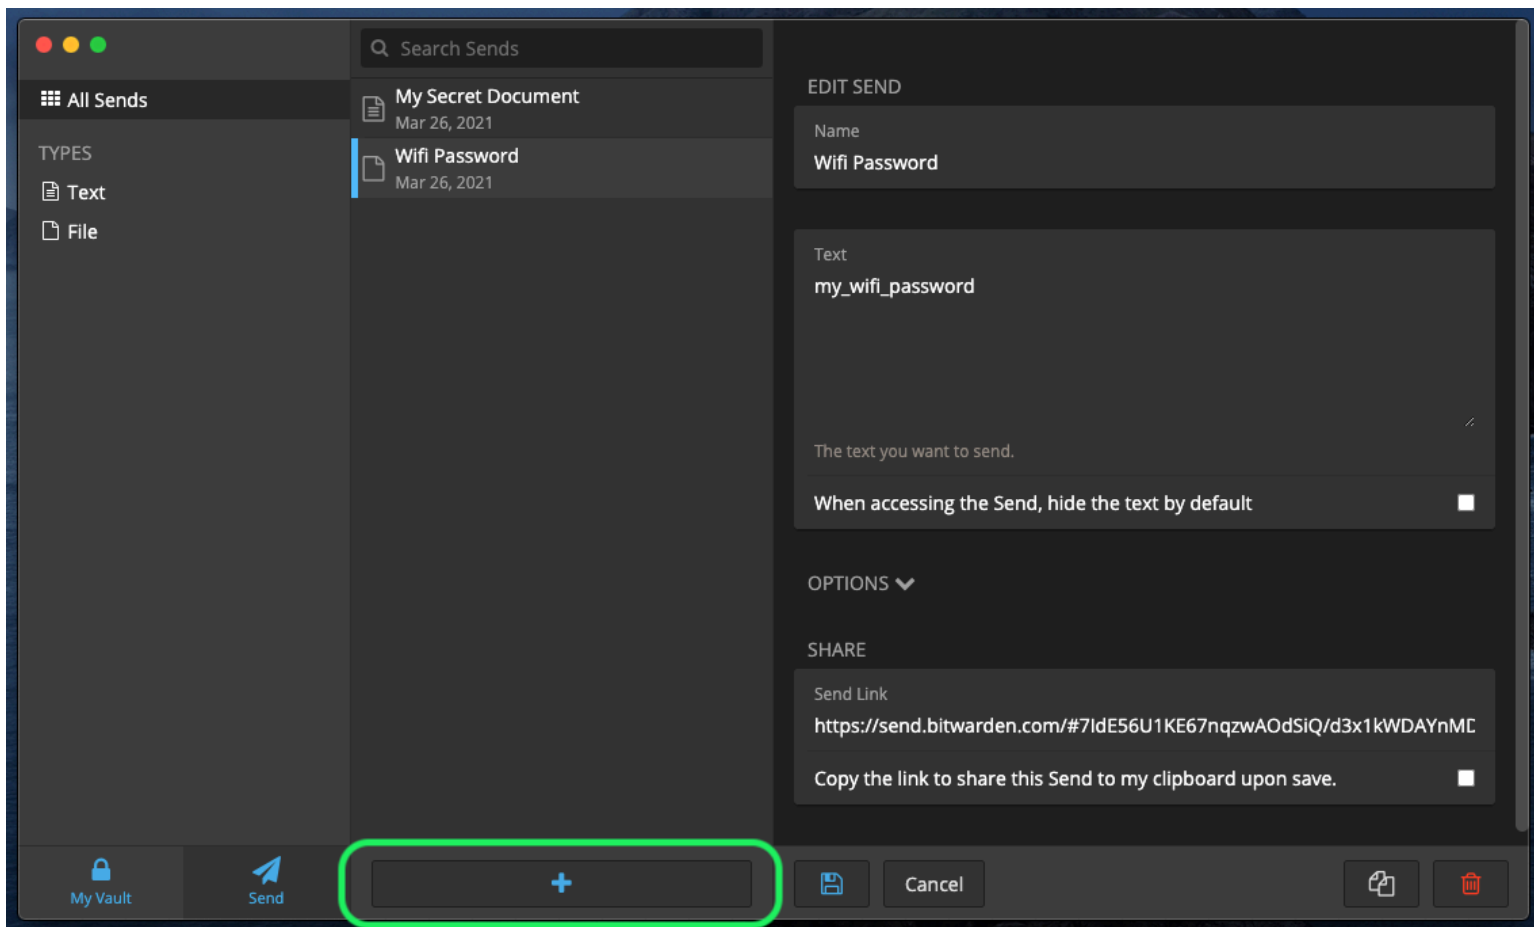 Search Sends
All Sends
TYPES
Text
File
My Secret Document
Mar 26, 2021
Wifi Password
Mar 26, 2021
EDIT SEND
Name
Wifi Password
Text
my_wifi_password
The text you want to send.
When accessing the Send, hide the text by default
OPTIONS
SHARE
Send Link
https://send.bitwarden.com/#7IdE56U1KE67nqzwAOdSiQ/d3x1kWDAYnMD
Copy the link to share this Send to my clipboard upon save.
My Vault
Send
Cancel